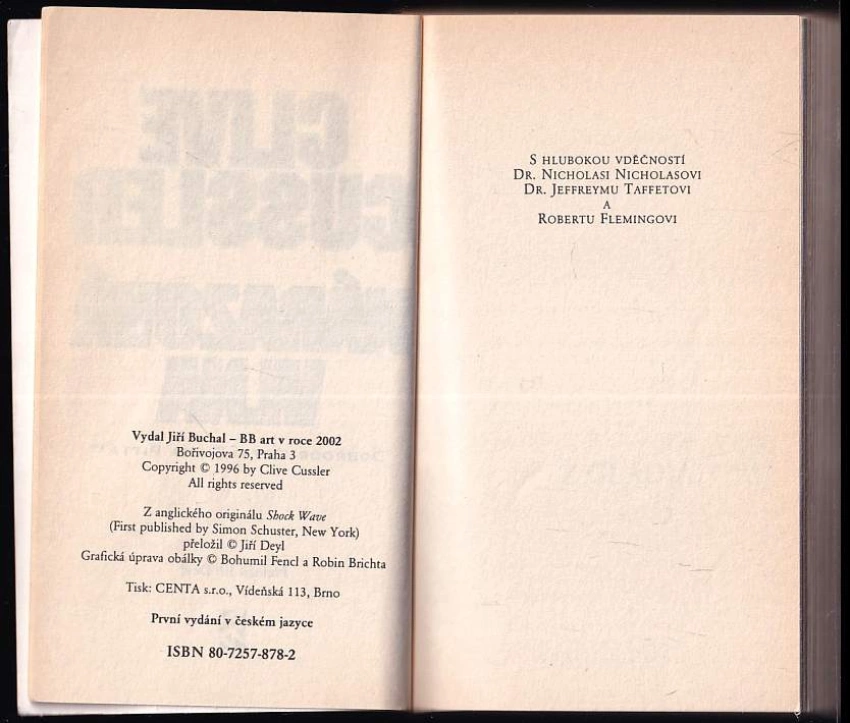 Vydal Jiří Buchal – BB art v roce 2002
Bořivojova 75, Praha 3
Copyright © 1996 by Clive Cussler
All rights reserved
Z anglického originálu Shock Wave
(First published by Simon Schuster, New York)
přeložil © Jiří Deyl
Grafická úprava obálky © Bohumil Fencl a Robin Brichta
Tisk: CENTA s.r.o., Vídeňská 113, Brno
První vydání v českém jazyce
ISBN 80-7257-878-2
S HLUBOKOU VDĚČNOSTÍ
DR. NICHOLASI NICHOLASOVI
DR. JEFFREYMU TAFFETOVI
A
ROBERTU FLEMINGOVI